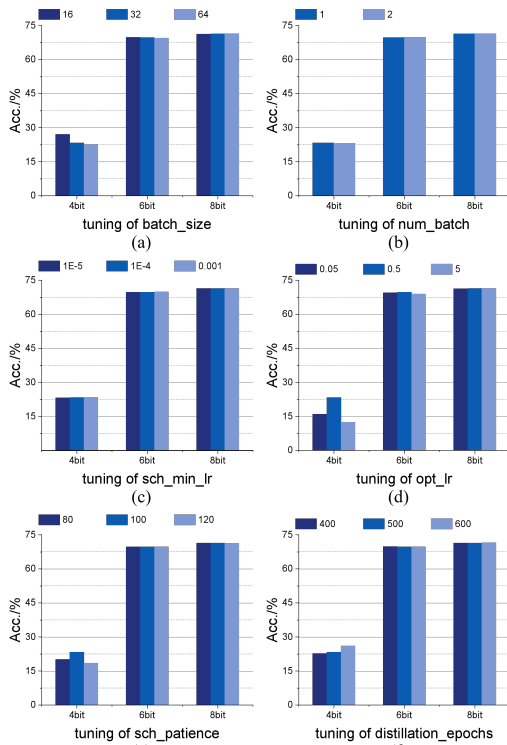 16 32 64
75
60
45
30
15
0
Acc./%
4bit 6bit 8bit
tuning of batch_size
(a)
1 2
75
60
45
30
15
0
Acc./%
4bit 6bit 8bit
tuning of num_batch
(b)
1E-5 1E-4 0.001
75
60
45
30
15
Acc./%
4bit 6bit 8bit
tuning of sch_min_lr
(c)
0.05 0.5 5
75
60
45
30
15
0
Acc./%
4bit 6bit 8bit
tuning of opt_lr
(d)
80 100 120
75
60
45
30
15
0
Acc./%
4bit 6bit 8bit
tuning of sch_patience
400 500 600
75
60
45
30
15
0
Acc./%
4bit 6bit 8bit
tuning of distillation_epochs